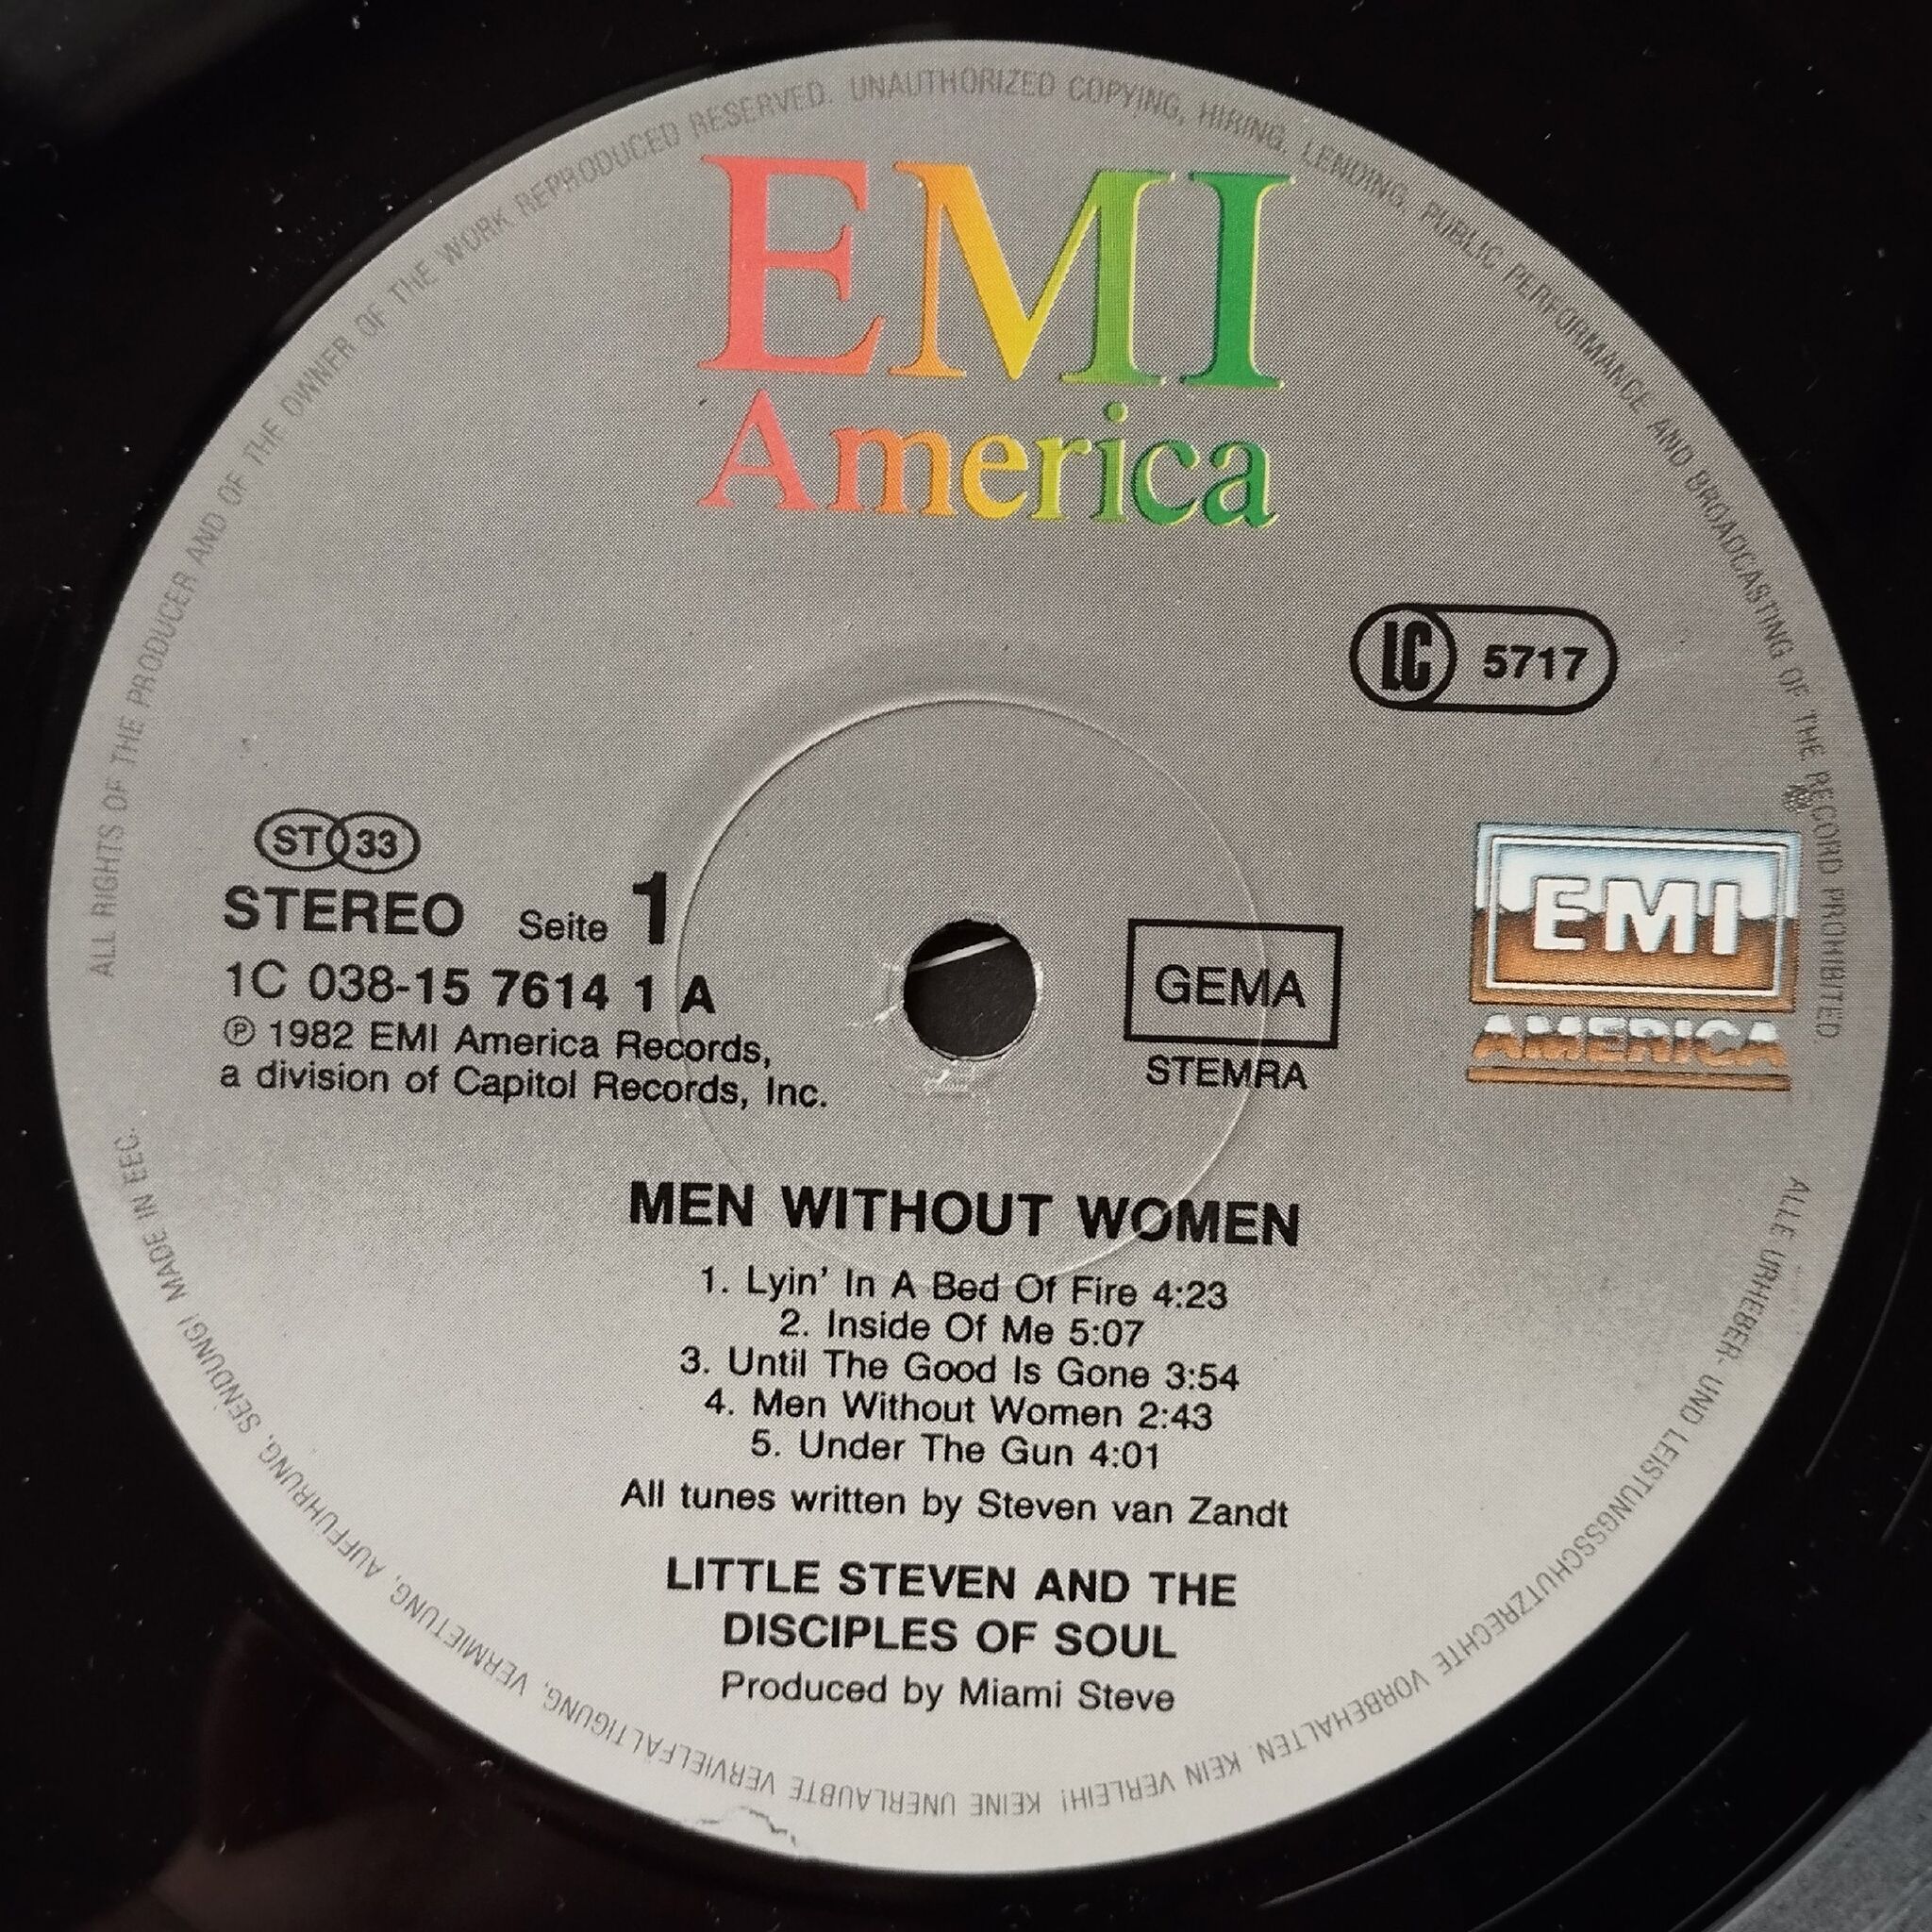 ALL RIGHTS OF THE PRODUCER AND OF THE OWNER OF THE WORK REPRODUCED RESERVED. UNAUTHORIZED COPYING, HIRING, LENDING, PUBLIC PERFORMANCE AND BROADCASTING OF THE RECORD PROHIBITED.
EMI
America
LC 5717
ST 33
STEREO Seite 1
1C 038-15 7614 1 A
℗ 1982 EMI America Records,
a division of Capitol Records, Inc.
GEMA
STEMRA
EMI
AMERICA
MEN WITHOUT WOMEN
1. Lyin' In A Bed Of Fire 4:23
2. Inside Of Me 5:07
3. Until The Good Is Gone 3:54
4. Men Without Women 2:43
5. Under The Gun 4:01
All tunes written by Steven van Zandt
LITTLE STEVEN AND THE
DISCIPLES OF SOUL
Produced by Miami Steve
ALLE URHEBER- UND LEISTUNGSSCHUTZRECHTE VORBEHALTEN. KEIN VERLEIH! KEINE UNERLAUBTE VERVIELFÄLTIGUNG, VERMIETUNG, AUFFÜHRUNG, SENDUNG! MADE IN EEC.